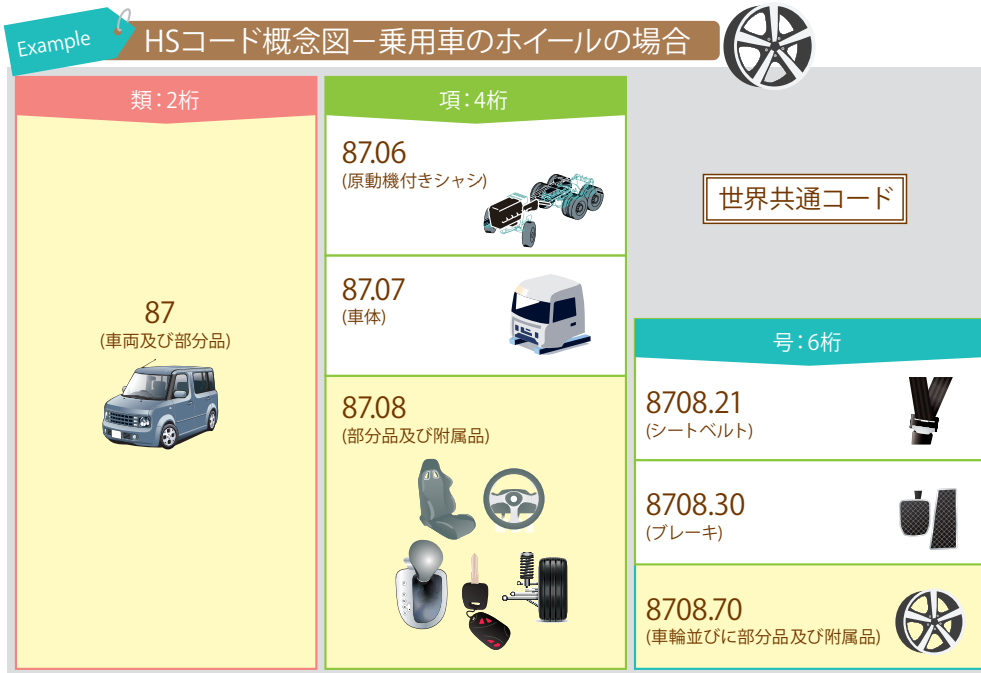 Example
HSコード概念図－乗用車のホイールの場合
類：2桁
87
(車両及び部分品)
項：4桁
87.06
(原動機付きシャシ)
87.07
(車体)
87.08
(部分品及び附属品)
世界共通コード
号：6桁
8708.21
(シートベルト)
8708.30
(ブレーキ)
8708.70
(車輪並びに部分品及び附属品)